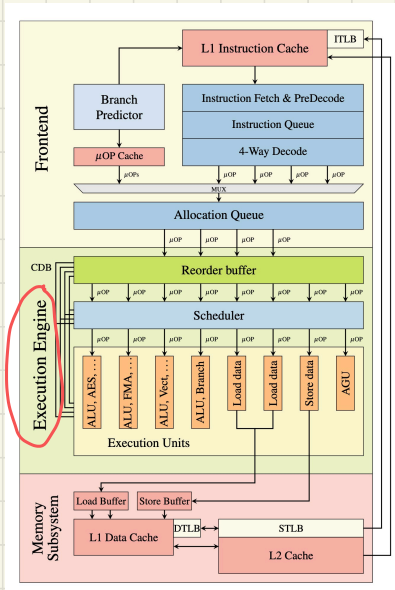 L1 Instruction Cache
ITLB
Frontend
Branch
Predictor
Instruction Fetch & PreDecode
Instruction Queue
µOP Cache
4-Way Decode
µOPs
µOP
µOP
µOP
µOP
MUX
Allocation Queue
µOP
µOP
µOP
µOP
CDB
Reorder buffer
Execution Engine
µOP
µOP
µOP
µOP
µOP
µOP
µOP
µOP
Scheduler
µOP
µOP
µOP
µOP
µOP
µOP
µOP
µOP
ALU, AES, …
ALU, FMA, …
ALU, Vect, …
ALU, Branch
Load data
Load data
Store data
AGU
Execution Units
Memory
Subsystem
Load Buffer
Store Buffer
L1 Data Cache
DTLB
STLB
L2 Cache